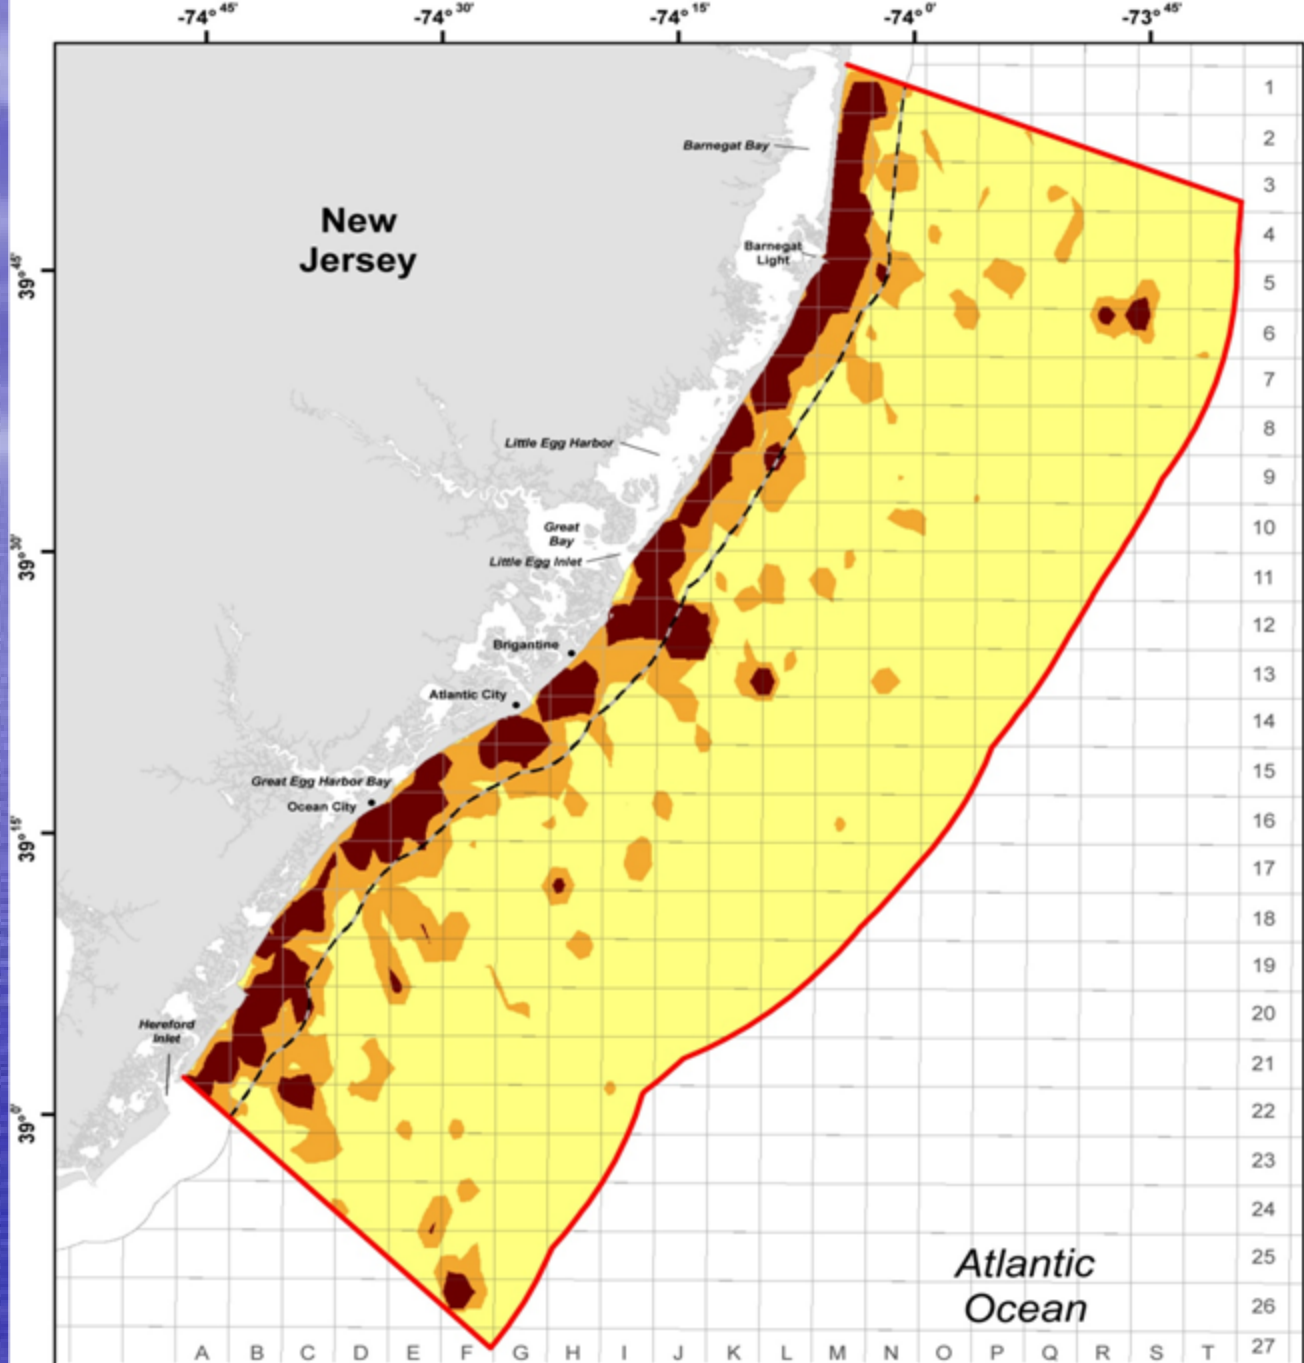 -74° 45'
-74° 30'
-74° 15'
-74° 0'
-73° 45'
1
2
Barnegat Bay
3
New
Jersey
4
Barnegat
Light
39° 45'
5
6
7
8
Little Egg Harbor
9
10
Great
Bay
39° 30'
Little Egg Inlet
11
12
Brigantine
13
Atlantic City
14
15
Great Egg Harbor Bay
Ocean City
16
39° 15'
17
18
19
20
Hereford
Inlet
21
22
39° 0'
23
24
25
Atlantic
Ocean
26
27
A B C D E F G H I J K L M N O P Q R S T